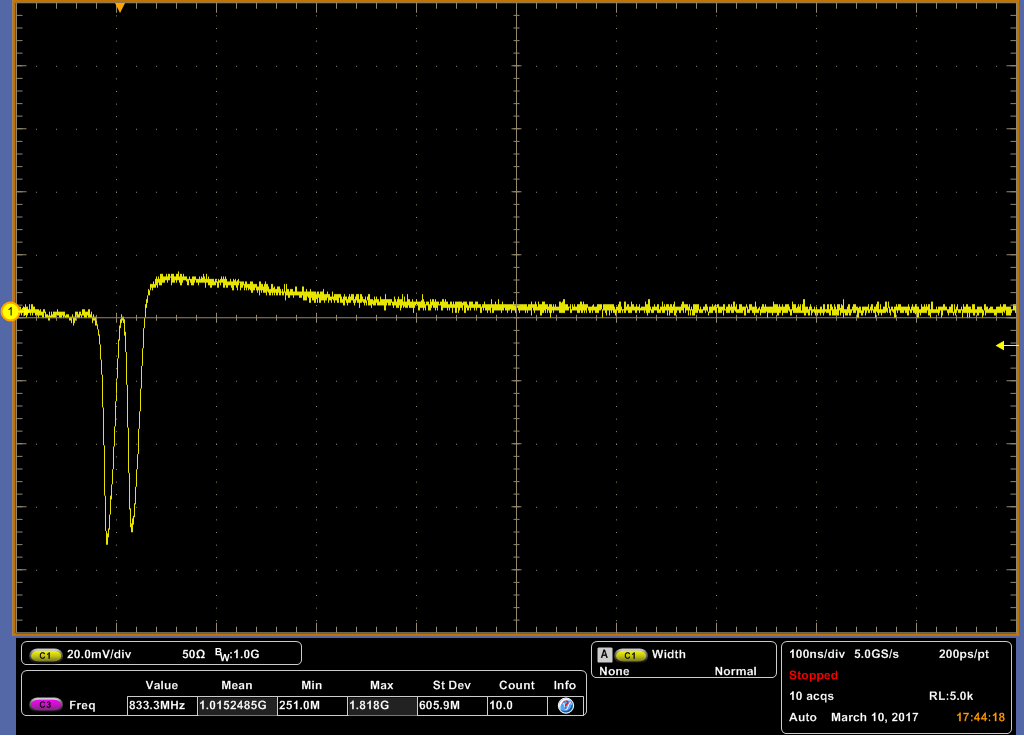 1
C1 20.0mV/div 50Ω BW:1.0G
Value Mean Min Max St Dev Count Info
C3 Freq 833.3MHz 1.0152485G 251.0M 1.818G 605.9M 10.0
A C1 Width
None Normal
100ns/div 5.0GS/s 200ps/pt
Stopped
10 acqs RL:5.0k
Auto March 10, 2017 17:44:18